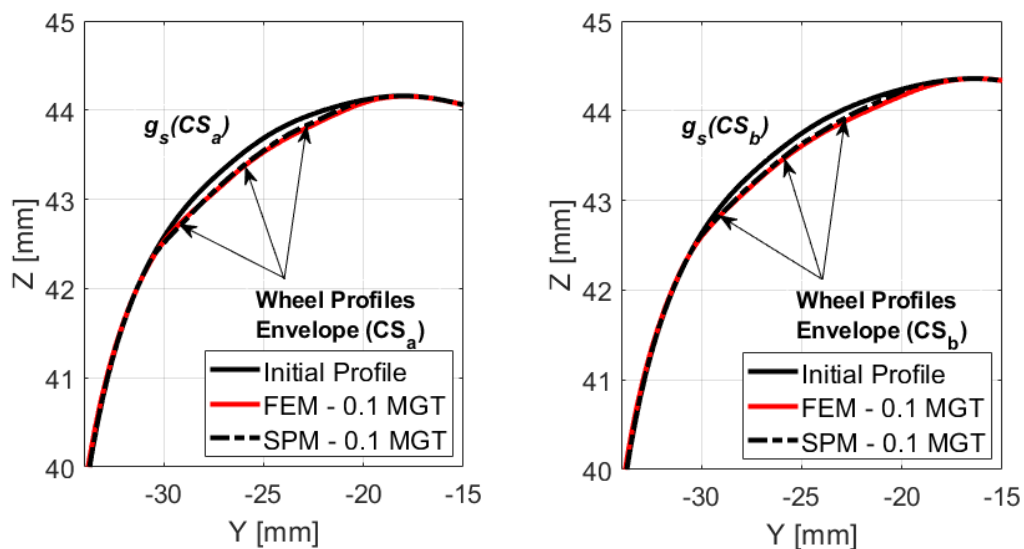 45
44
43
42
41
40
Z [mm]
g_s(CS_a)
Wheel Profiles
Envelope (CS_a)
Initial Profile
FEM - 0.1 MGT
SPM - 0.1 MGT
-30
-25
-20
-15
Y [mm]
45
44
43
42
41
40
Z [mm]
g_s(CS_b)
Wheel Profiles
Envelope (CS_b)
Initial Profile
FEM - 0.1 MGT
SPM - 0.1 MGT
-30
-25
-20
-15
Y [mm]